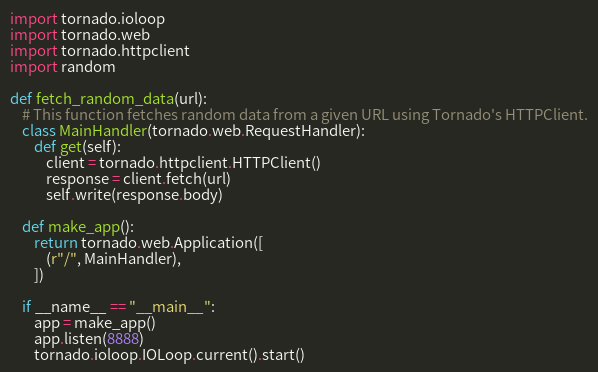 import tornado.ioloop
import tornado.web
import tornado.httpclient
import random

def fetch_random_data(url):
    # This function fetches random data from a given URL using Tornado's HTTPClient.
    class MainHandler(tornado.web.RequestHandler):
        def get(self):
            client = tornado.httpclient.HTTPClient()
            response = client.fetch(url)
            self.write(response.body)

    def make_app():
        return tornado.web.Application([
            (r"/", MainHandler),
        ])

    if __name__ == "__main__":
        app = make_app()
        app.listen(8888)
        tornado.ioloop.IOLoop.current().start()